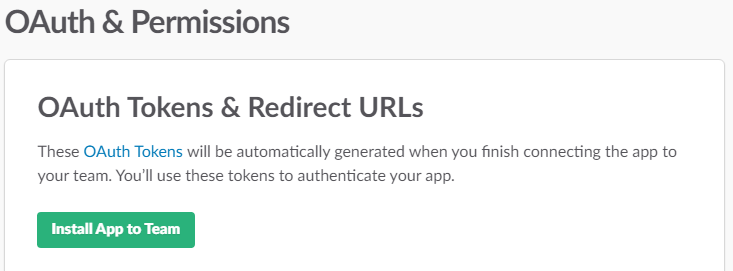 OAuth & Permissions
OAuth Tokens & Redirect URLs
These OAuth Tokens will be automatically generated when you finish connecting the app to
your team. You’ll use these tokens to authenticate your app.
Install App to Team